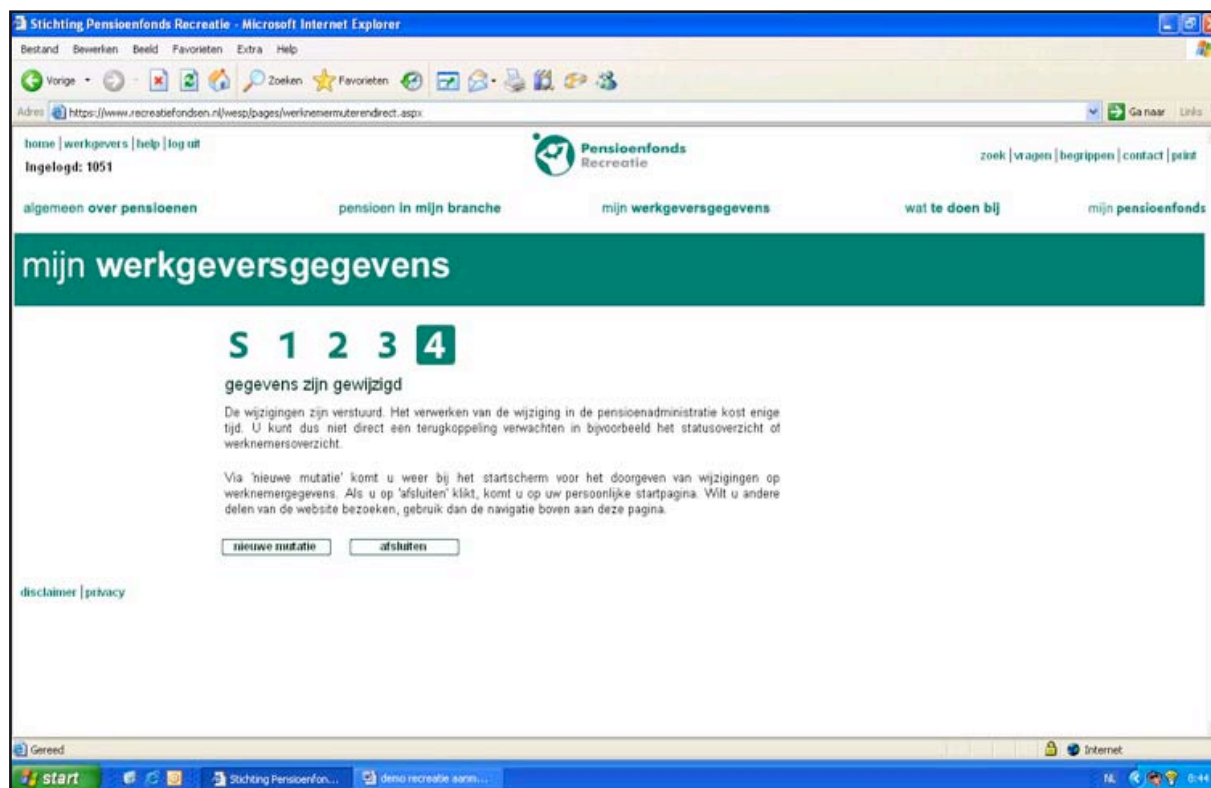 Stichting Pensioenfonds Recreatie - Microsoft Internet Explorer
Bestand Bewerken Beeld Favorieten Extra Help
Vorige Zoeken Favorieten
Adres https://www.recreatiefondsen.nl/wesp/pages/werknemermuterendirect.aspx Ga naar Links
home | werkgevers | help | log uit
Ingelogd: 1051
Pensioenfonds
Recreatie
zoek | vragen | begrippen | contact | print
algemeen over pensioenen pensioen in mijn branche mijn werkgeversgegevens wat te doen bij mijn pensioenfonds
mijn werkgeversgegevens
S 1 2 3 4
gegevens zijn gewijzigd
De wijzigingen zijn verstuurd. Het verwerken van de wijziging in de pensioenadministratie kost enige
tijd. U kunt dus niet direct een terugkoppeling verwachten in bijvoorbeeld het statusoverzicht of
werknemersoverzicht.
Via 'nieuwe mutatie' komt u weer bij het startscherm voor het doorgeven van wijzigingen op
werknemergegevens. Als u op 'afsluiten' klikt, komt u op uw persoonlijke startpagina. Wilt u andere
delen van de website bezoeken, gebruik dan de navigatie boven aan deze pagina.
nieuwe mutatie afsluiten
disclaimer | privacy
Gereed Internet
start Stichting Pensioenfon... demo recreatie aanm... NL 8:44